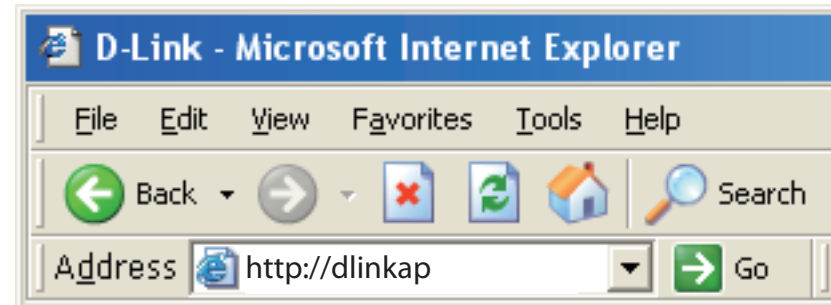 D-Link - Microsoft Internet Explorer
File Edit View Favorites Tools Help
Back Search
Address http://dlinkap Go